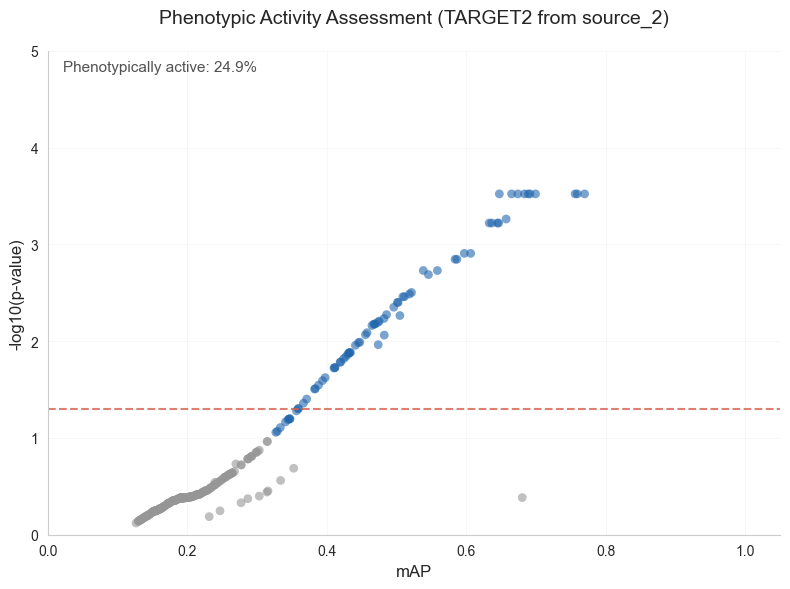 Phenotypic Activity Assessment (TARGET2 from source_2)
Phenotypically active: 24.9%
5
4
3
2
1
0
-log10(p-value)
0.0 0.2 0.4 0.6 0.8 1.0
mAP